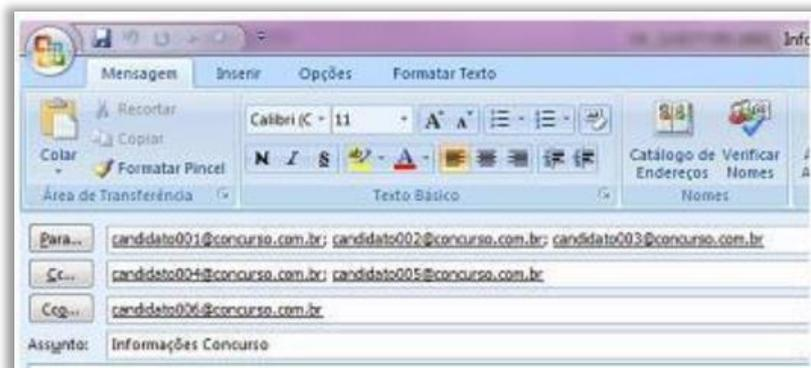 Mensagem Inserir Opções Formatar Texto
Recortar
Copiar
Colar
Formatar Pincel
Área de Transferência
Calibri (C 11
N I S
Texto Básico
Catálogo de Endereços
Verificar Nomes
Nomes
Para... candidato001@concurso.com.br; candidato002@concurso.com.br; candidato003@concurso.com.br
Cc... candidato004@concurso.com.br; candidato005@concurso.com.br
Cco... candidato006@concurso.com.br
Assunto: Informações Concurso